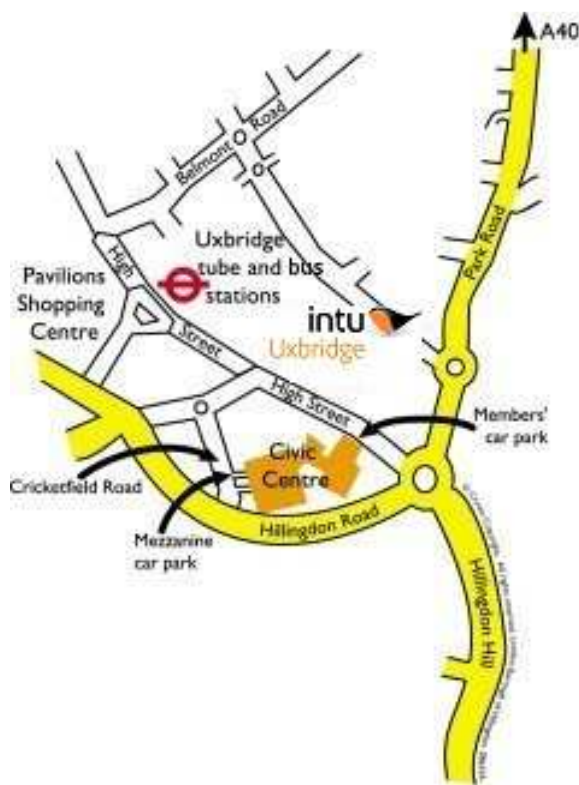 A40
Belmont Road
Park Road
High Street
Uxbridge
tube and bus
stations
Pavilions
Shopping
Centre
intu
Uxbridge
High Street
Members'
car park
Civic
Centre
Cricketfield Road
Mezzanine
car park
Hillingdon Road
Hillingdon Hill